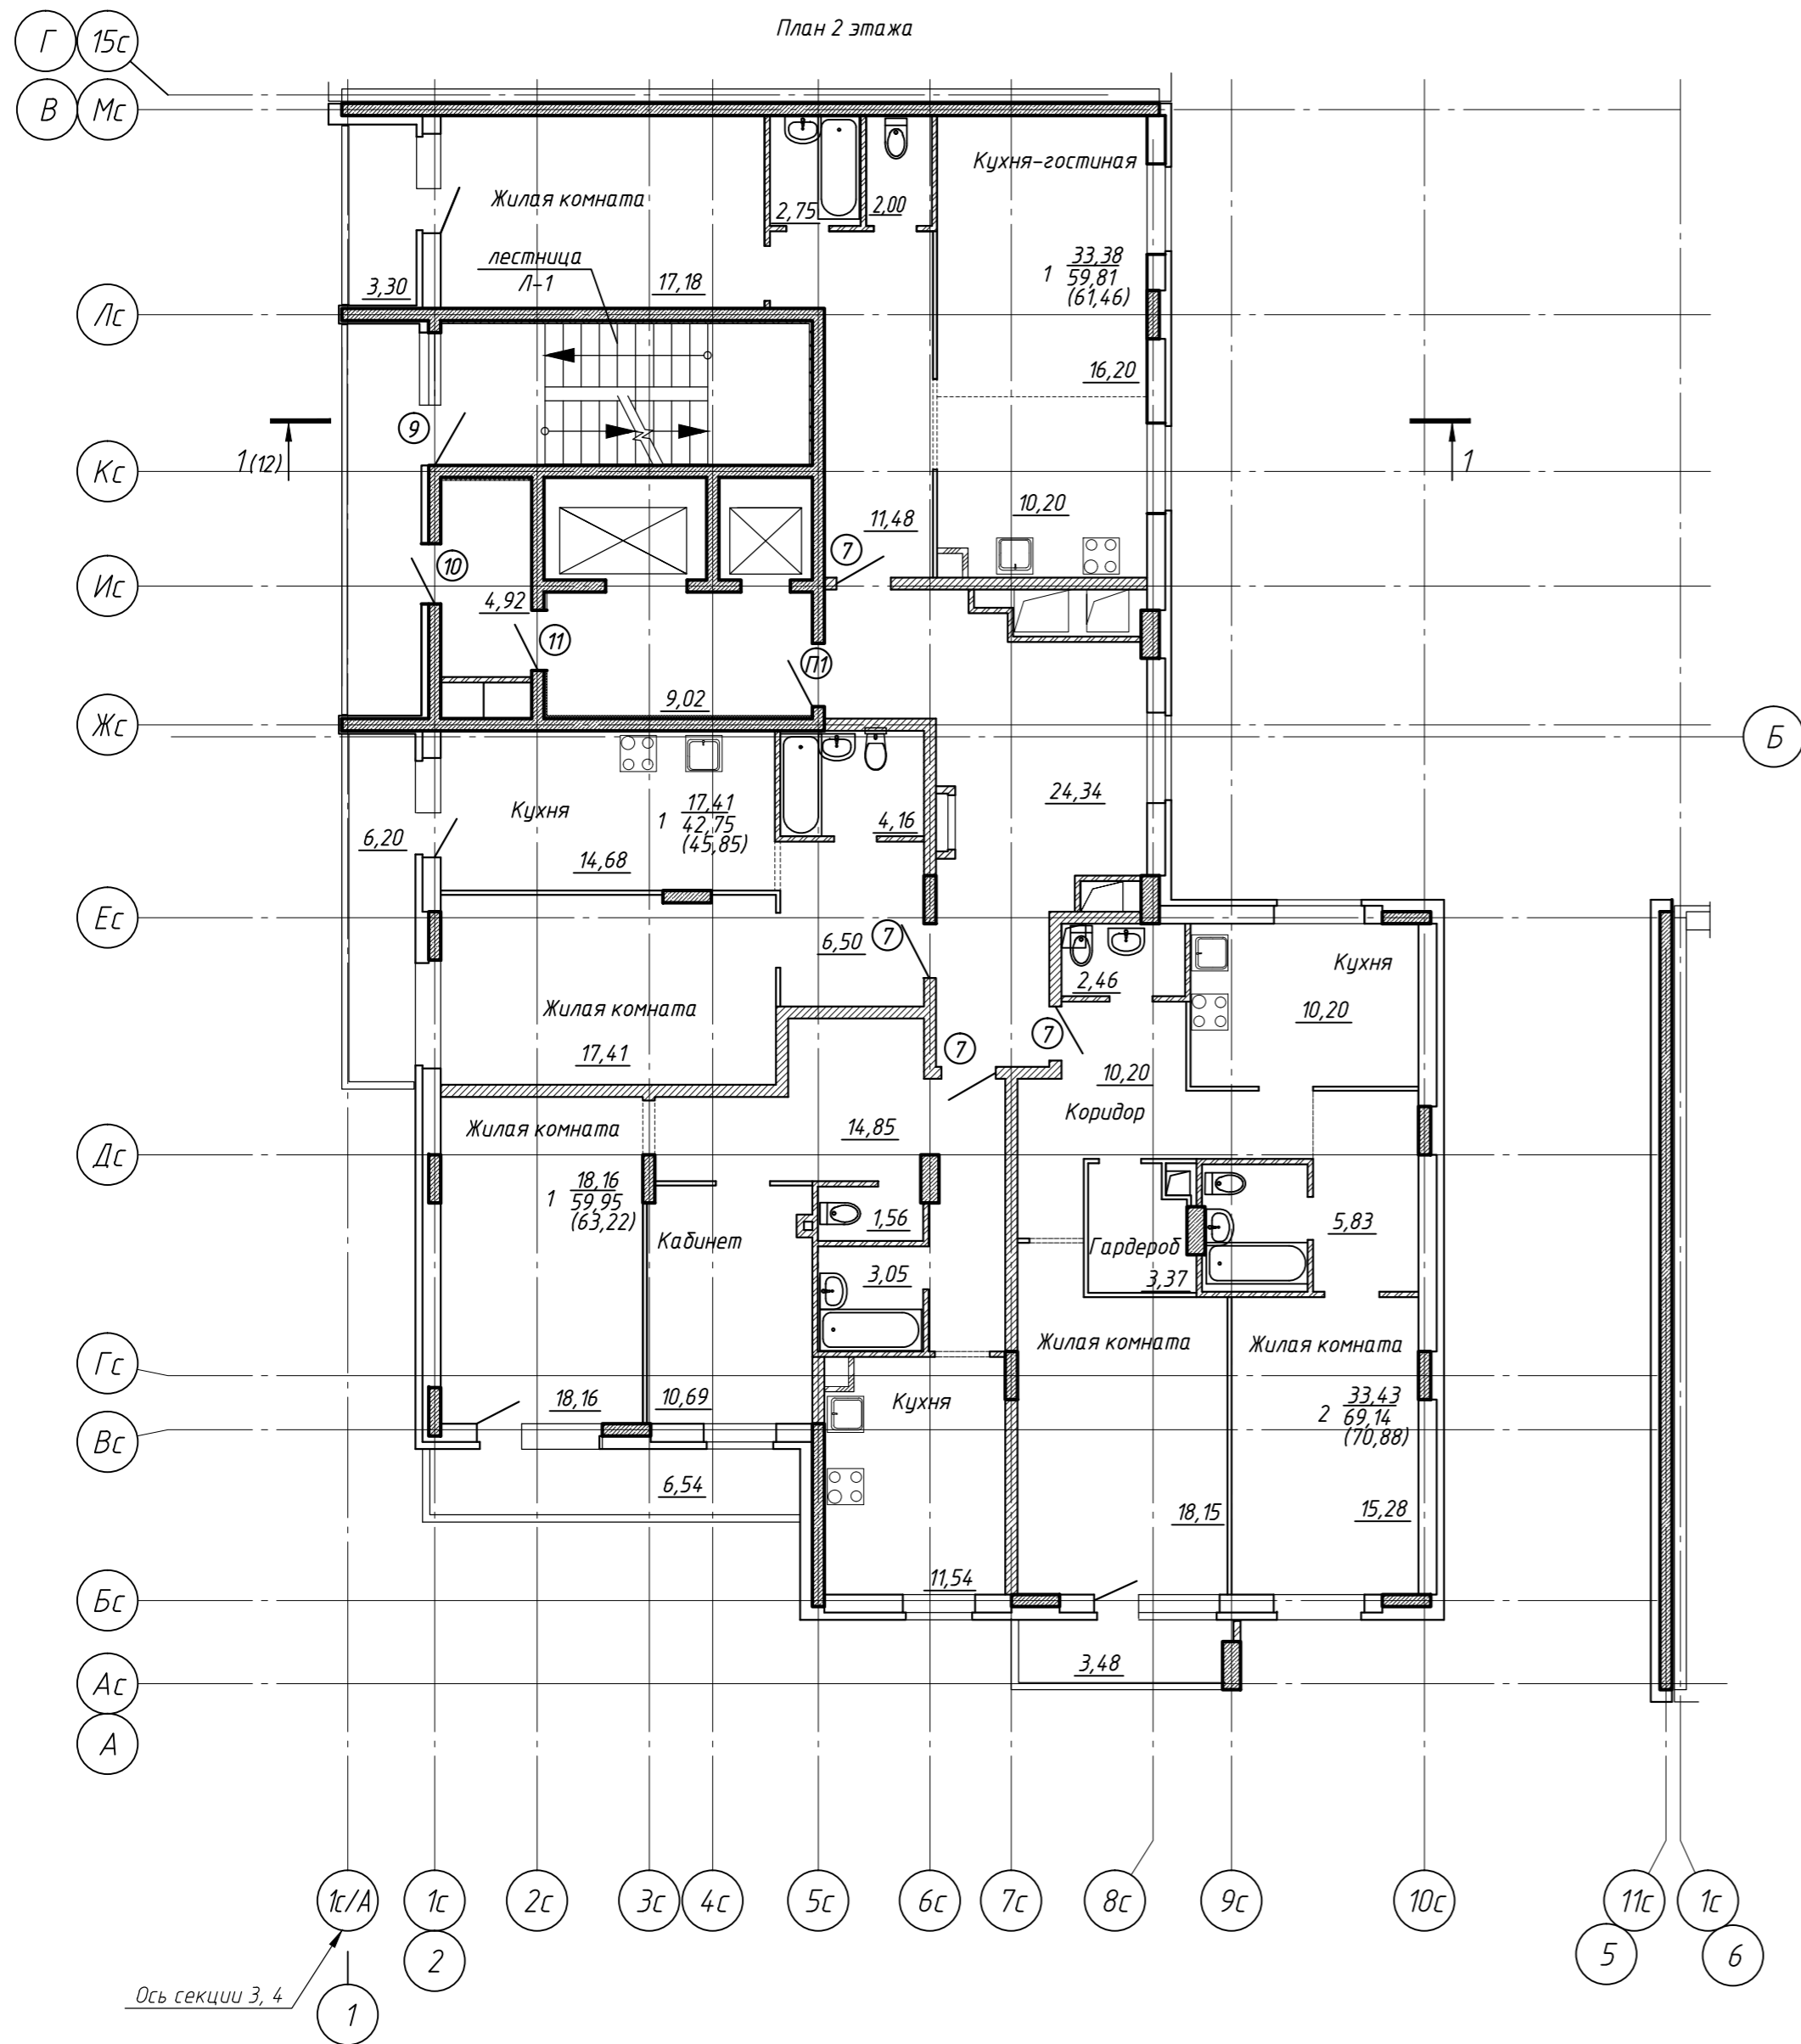 План 2 этажа
Г
15с
В
Мс
Кухня-гостиная
Жилая комната
2,75
2,00
лестница
Л-1
3,30
17,18
33,38
1
59,81
(61,46)
Лс
16,20
9
1(12)
1
Кс
10,20
11,48
7
10
Ис
4,92
11
П1
9,02
Жс
Б
24,34
Кухня
17,41
1
42,75
(45,85)
4,16
6,20
14,68
Ес
7
6,50
2,46
Кухня
Жилая комната
10,20
17,41
7
7
10,20
Коридор
Жилая комната
14,85
Дс
18,16
1
59,95
(63,22)
1,56
5,83
Кабинет
Гардероб
3,05
3,37
Жилая комната
Жилая комната
Гс
18,16
10,69
Кухня
33,43
2
69,14
(70,88)
Вс
6,54
18,15
15,28
11,54
Бс
3,48
Ас
А
1с/А
1с
2с
3с
4с
5с
6с
7с
8с
9с
10с
11с
1с
2
5
6
Ось секции 3, 4
1